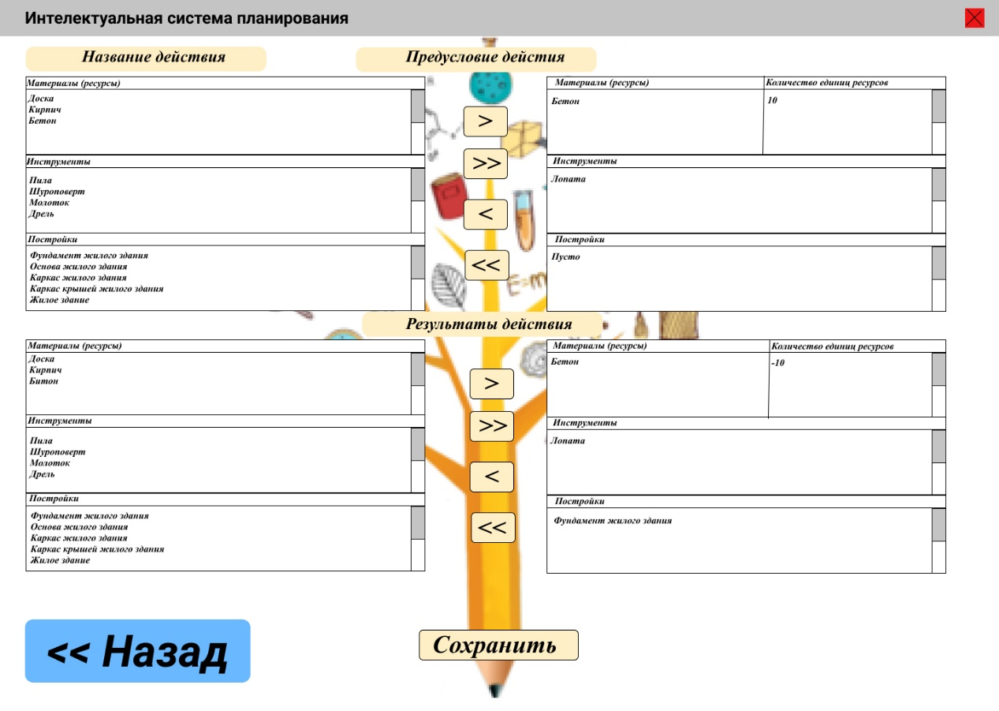 Интелектуальная система планирования
Название действия
Предусловие дейстия
Материалы (ресурсы)
Доска
Кирпич
Бетон
Инструменты
Пила
Шуроповерт
Молоток
Дрель
Постройки
Фундамент жилого здания
Основа жилого здания
Каркас жилого здания
Каркас крышей жилого здания
Жилое здание
>
>>
<
<<
E=m
Материалы (ресурсы)
Количество единиц ресурсов
Бетон
10
Инструменты
Лопата
Постройки
Пусто
Результаты действия
Материалы (ресурсы)
Доска
Кирпич
Битон
Инструменты
Пила
Шуроповерт
Молоток
Дрель
Постройки
Фундамент жилого здания
Основа жилого здания
Каркас жилого здания
Каркас крышей жилого здания
Жилое здание
>
>>
<
<<
Материалы (ресурсы)
Количество единиц ресурсов
Бетон
-10
Инструменты
Лопата
Постройки
Фундамент жилого здания
<< Назад
Сохранить